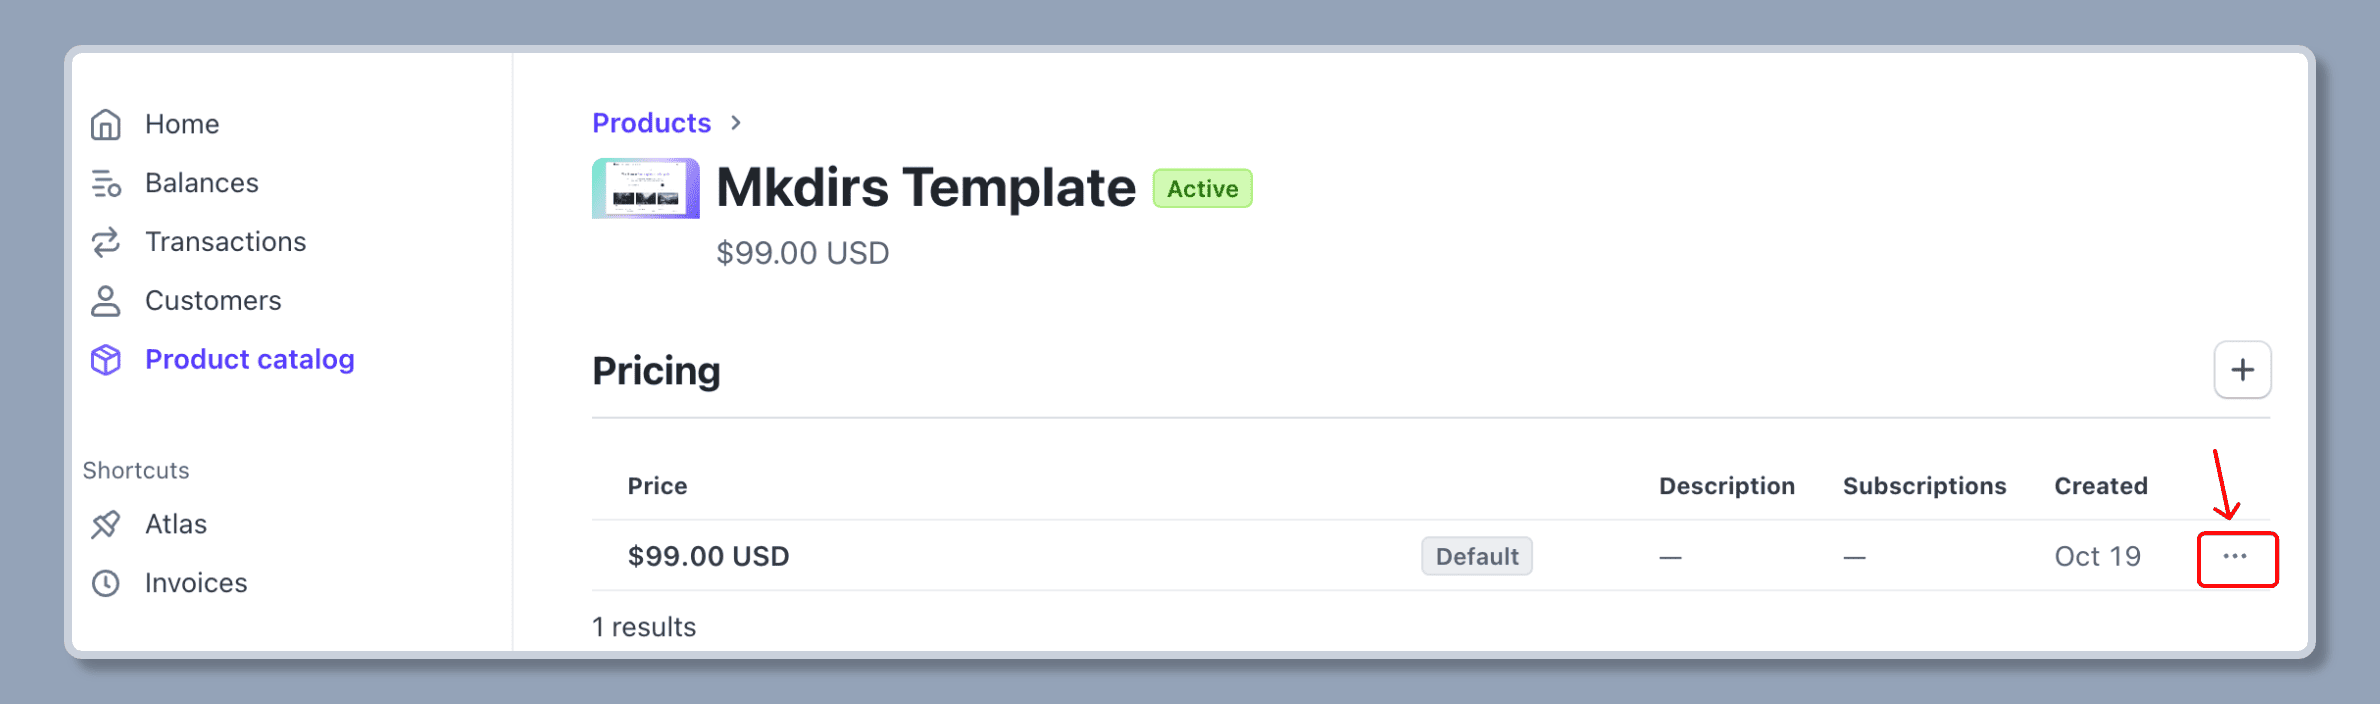 Home
Balances
Transactions
Customers
Product catalog
Shortcuts
Atlas
Invoices
Products
Mkdirs Template Active
$99.00 USD
Pricing
Price Description Subscriptions Created
$99.00 USD Default — — Oct 19
1 results